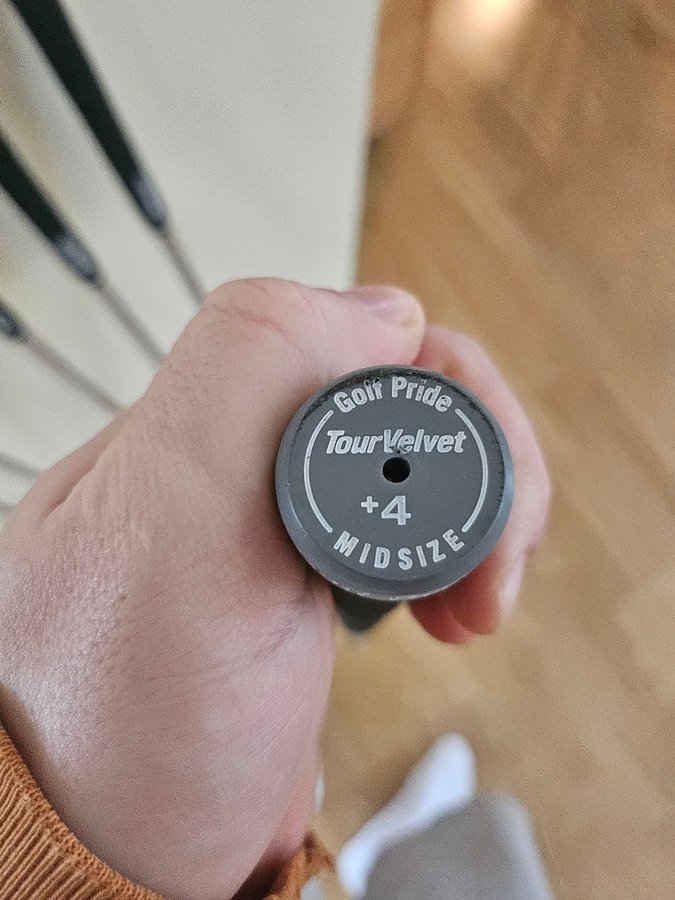 Golf Pride
TourVelvet
+4
MIDSIZE